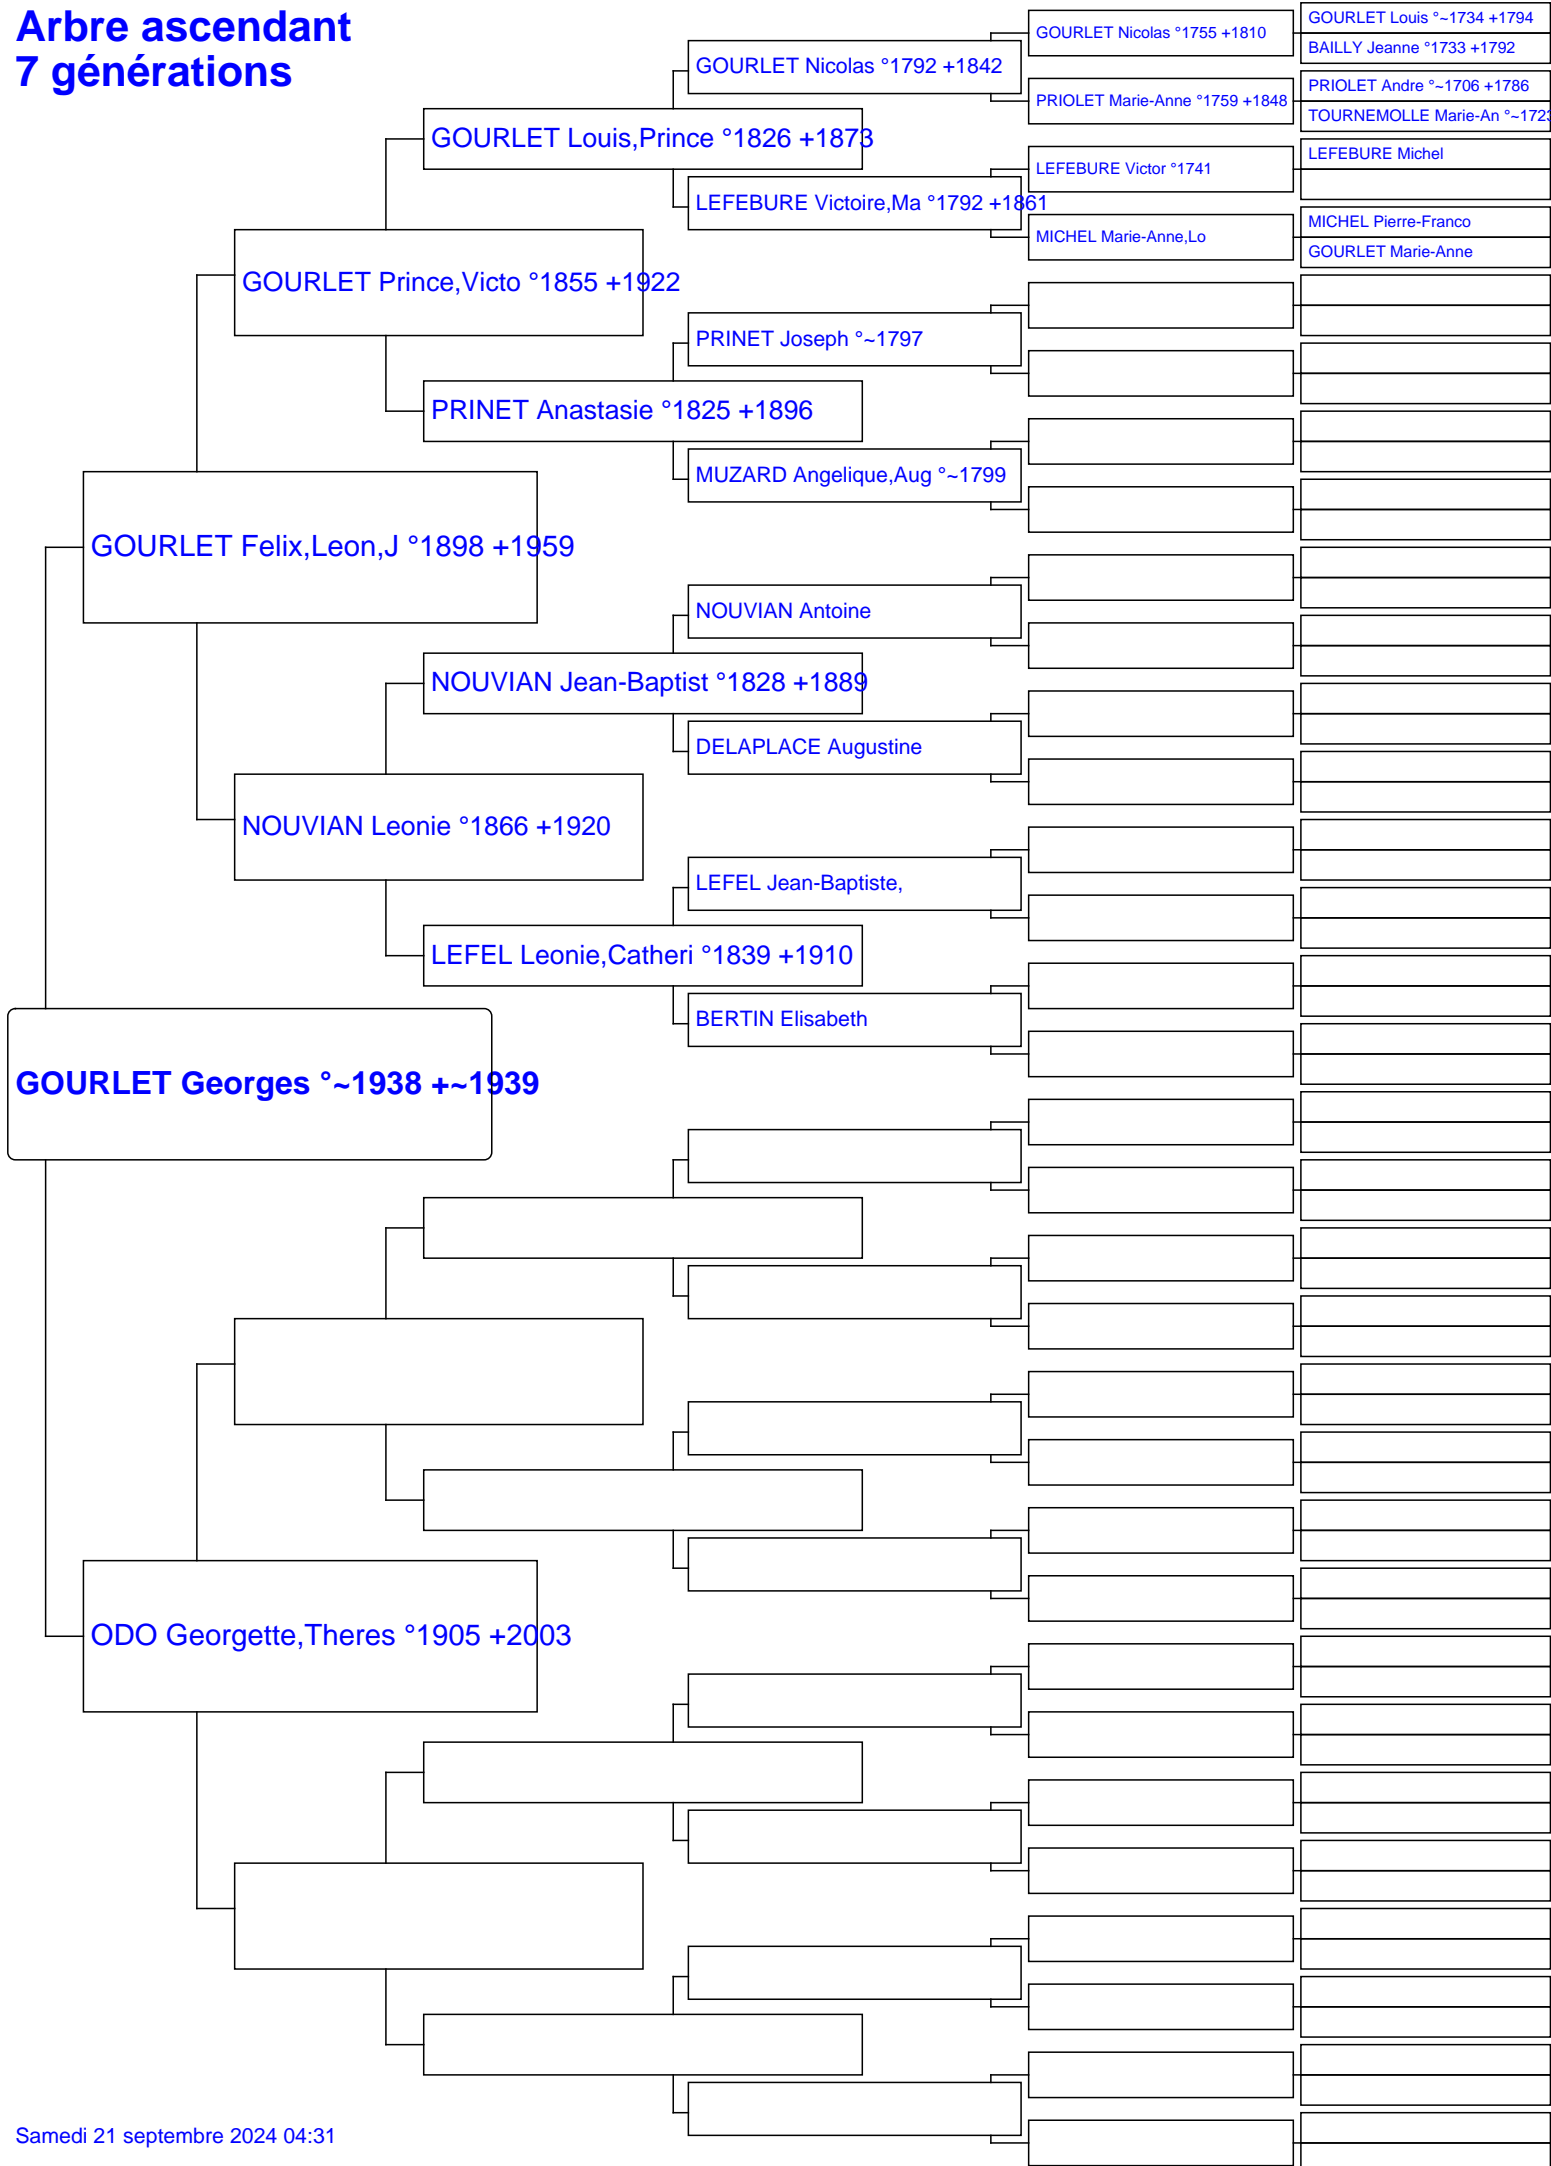 Arbre ascendant
7 générations
GOURLET Louis °~1734 +1794
GOURLET Nicolas °1755 +1810
BAILLY Jeanne °1733 +1792
GOURLET Nicolas °1792 +1842
PRIOLET Andre °~1706 +1786
PRIOLET Marie-Anne °1759 +1848
TOURNEMOLLE Marie-An °~1723
GOURLET Louis,Prince °1826 +1873
LEFEBURE Michel
LEFEBURE Victor °1741
LEFEBURE Victoire,Ma °1792 +1861
MICHEL Pierre-Franco
MICHEL Marie-Anne,Lo
GOURLET Marie-Anne
GOURLET Prince,Victo °1855 +1922
PRINET Joseph °~1797
PRINET Anastasie °1825 +1896
MUZARD Angelique,Aug °~1799
GOURLET Felix,Leon,J °1898 +1959
NOUVIAN Antoine
NOUVIAN Jean-Baptist °1828 +1889
DELAPLACE Augustine
NOUVIAN Leonie °1866 +1920
LEFEL Jean-Baptiste,
LEFEL Leonie,Catheri °1839 +1910
BERTIN Elisabeth
GOURLET Georges °~1938 +~1939
ODO Georgette,Theres °1905 +2003
Samedi 21 septembre 2024 04:31